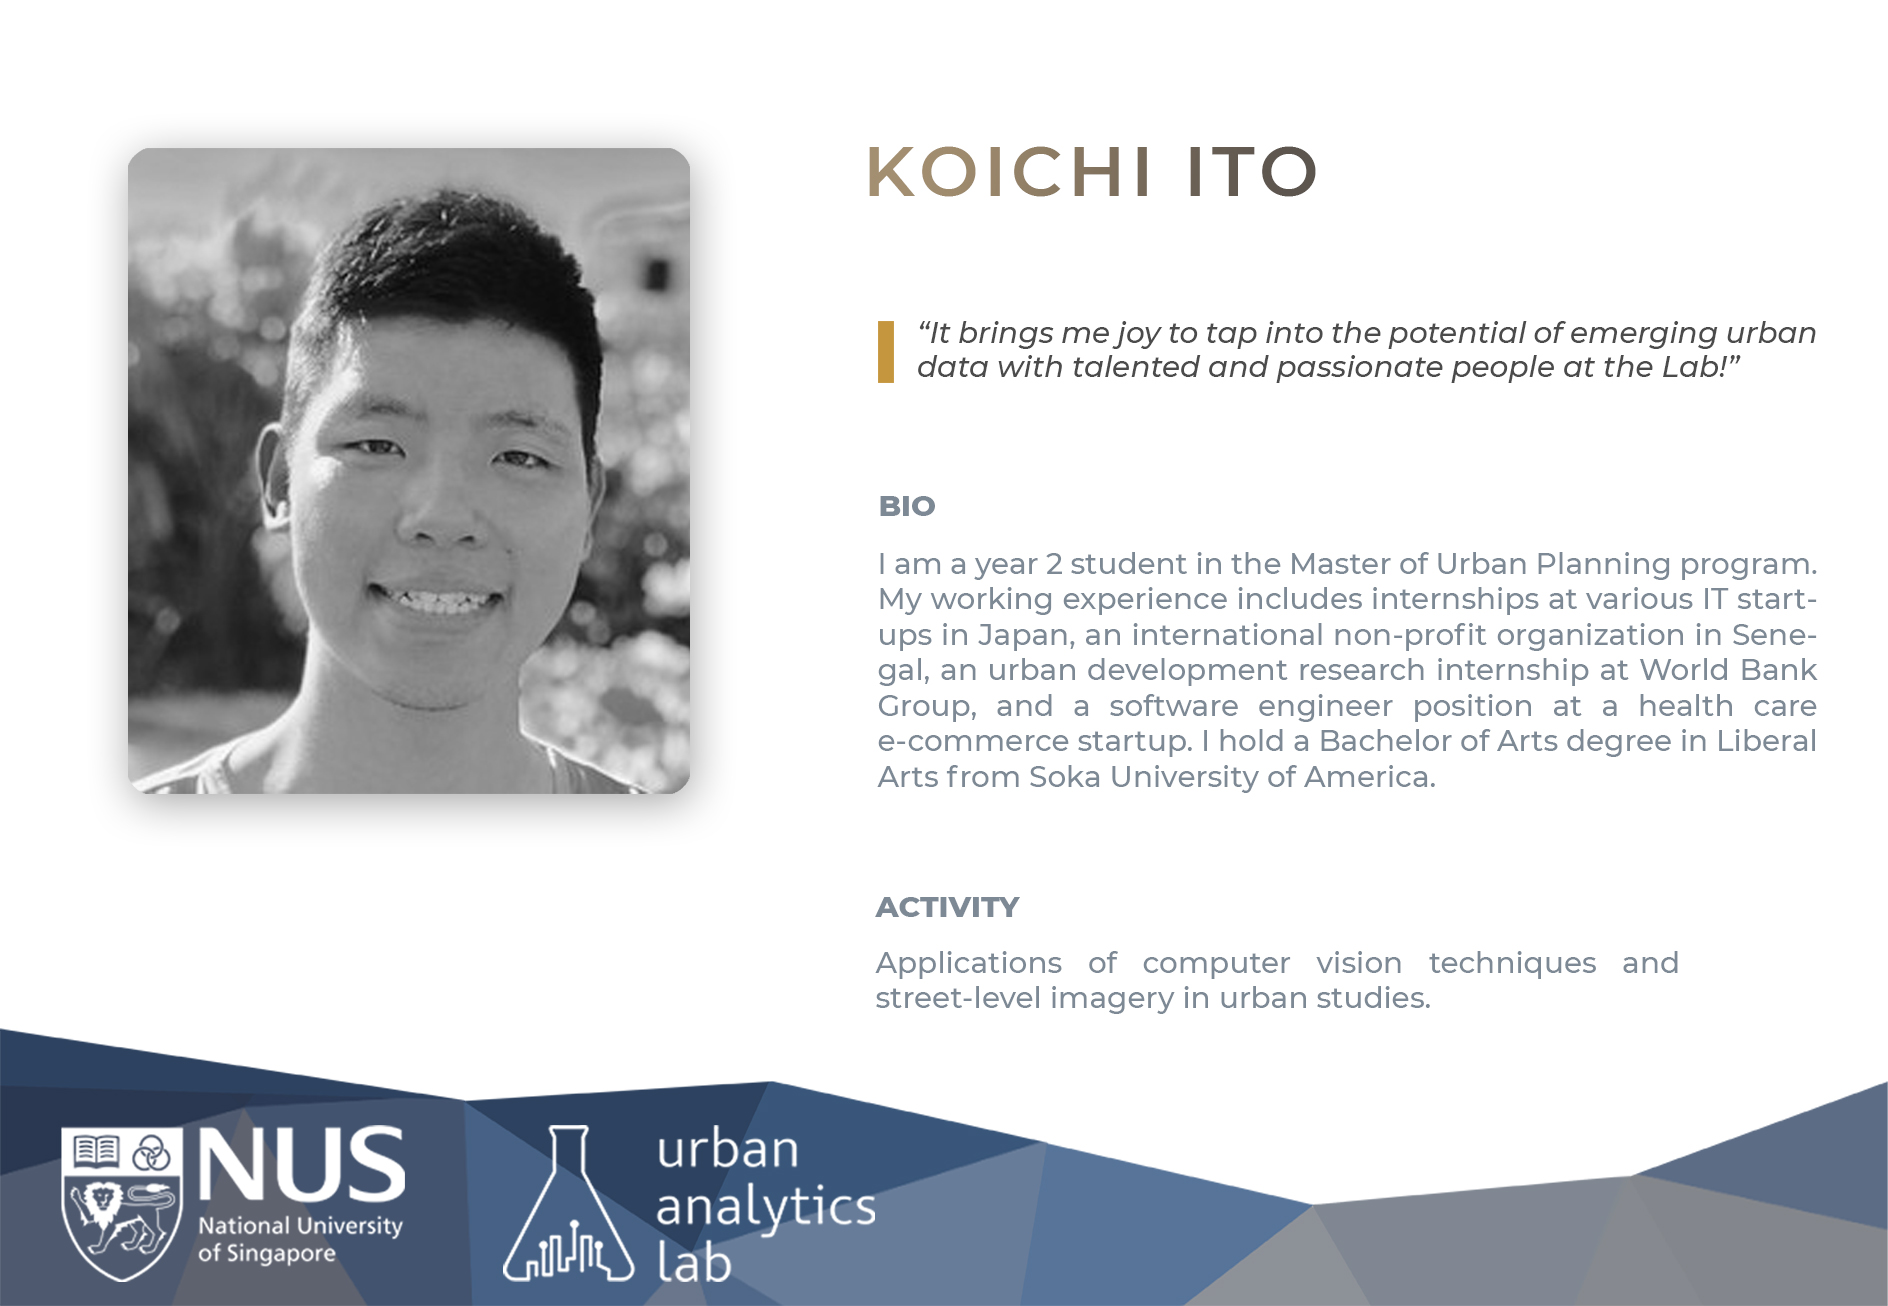 KOICHI ITO
“It brings me joy to tap into the potential of emerging urban
data with talented and passionate people at the Lab!”
BIO
I am a year 2 student in the Master of Urban Planning program.
My working experience includes internships at various IT start-
ups in Japan, an international non-profit organization in Sene-
gal, an urban development research internship at World Bank
Group, and a software engineer position at a health care
e-commerce startup. I hold a Bachelor of Arts degree in Liberal
Arts from Soka University of America.
ACTIVITY
Applications of computer vision techniques and
street-level imagery in urban studies.
NUS
National University
of Singapore
urban
analytics
lab